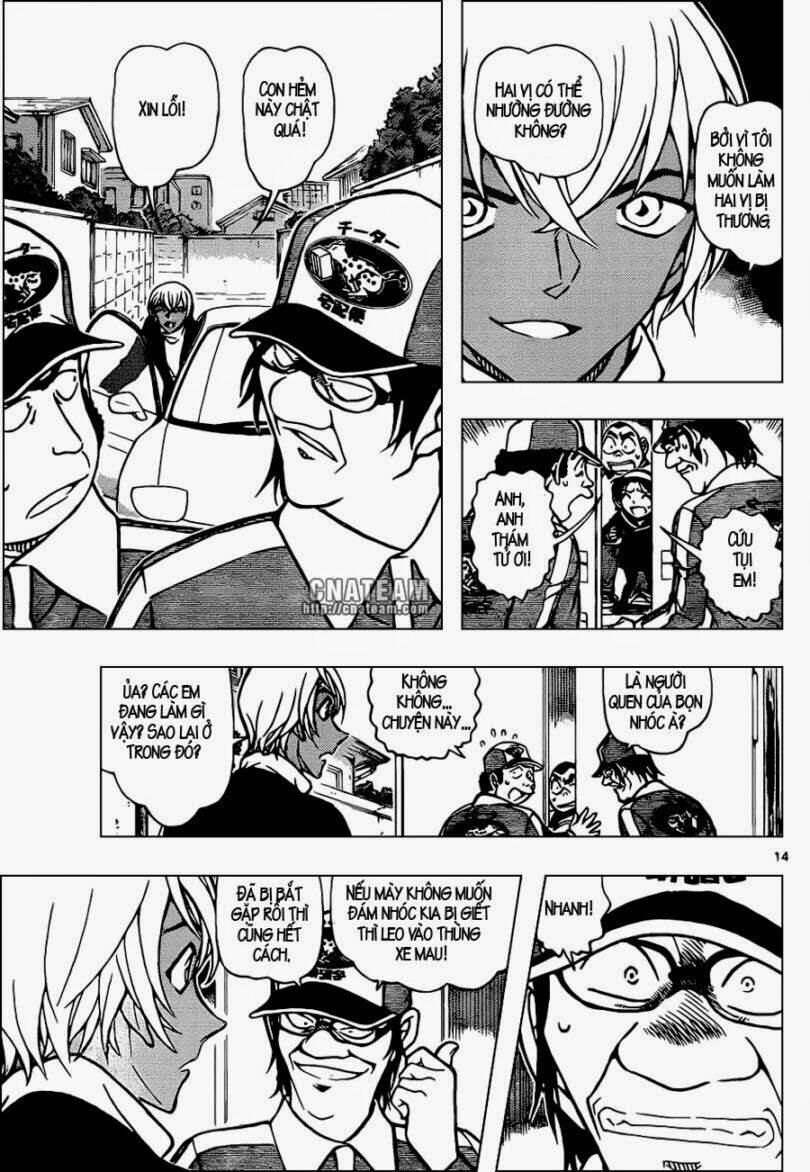 HAI VỊ CÓ THỂ
NHƯỜNG ĐƯỜNG
KHÔNG?
BỞI VÌ TÔI
KHÔNG
MUỐN LÀM
HAI VỊ BỊ
THƯƠNG.
CON HẺM
NÀY CHẬT
QUÁ!
XIN LỖI!
チーター
宅配便
CNATEAM
http://cnateam.com/
CỨU
TỤI
EM!
ANH,
ANH
THÁM
TỬ ƠI!
LÀ NGƯỜI
QUEN CỦA BỌN
NHÓC À?
KHÔNG
KHÔNG...
CHUYỆN NÀY...
ỦA? CÁC EM
ĐANG LÀM GÌ
VẬY? SAO LẠI Ở
TRONG ĐÓ?
14
NHANH!
NẾU MÀY KHÔNG MUỐN
ĐÁM NHÓC KIA BỊ GIẾT
THÌ LEO VÀO THÙNG
XE MAU!
ĐÃ BỊ BẮT
GẶP RỒI THÌ
CŨNG HẾT
CÁCH.